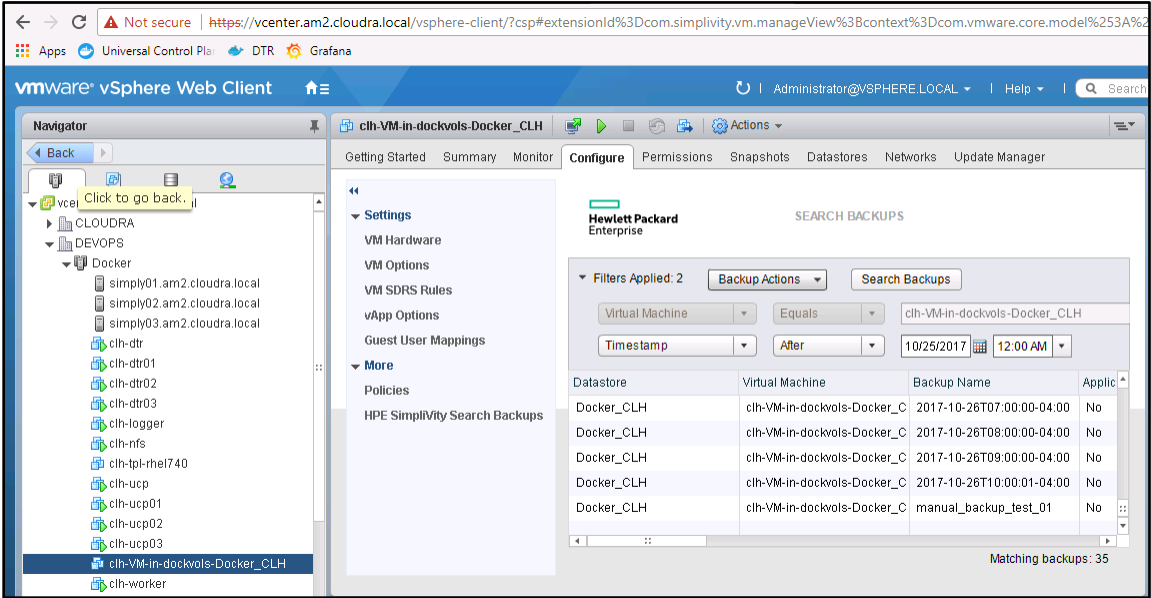 Not secure | https://vcenter.am2.cloudra.local/vsphere-client/?csp#extensionId%3Dcom.simplivity.vm.manageView%3Bcontext%3Dcom.vmware.core.model%253A%2
Apps Universal Control Pla DTR Grafana
vmware® vSphere Web Client
Administrator@VSPHERE.LOCAL Help Search
Navigator
Back
Click to go back.
vce l
CLOUDRA
DEVOPS
Docker
simply01.am2.cloudra.local
simply02.am2.cloudra.local
simply03.am2.cloudra.local
clh-dtr
clh-dtr01
clh-dtr02
clh-dtr03
clh-logger
clh-nfs
clh-tpl-rhel740
clh-ucp
clh-ucp01
clh-ucp02
clh-ucp03
clh-VM-in-dockvols-Docker_CLH
clh-worker
clh-VM-in-dockvols-Docker_CLH Actions
Getting Started Summary Monitor Configure Permissions Snapshots Datastores Networks Update Manager
Settings
VM Hardware
VM Options
VM SDRS Rules
vApp Options
Guest User Mappings
More
Policies
HPE SimpliVity Search Backups
Hewlett Packard
Enterprise
SEARCH BACKUPS
Filters Applied: 2 Backup Actions Search Backups
Virtual Machine Equals clh-VM-in-dockvols-Docker_CLH
Timestamp After 10/25/2017 12:00 AM
Datastore Virtual Machine Backup Name Applic
Docker_CLH clh-VM-in-dockvols-Docker_C 2017-10-26T07:00:00-04:00 No
Docker_CLH clh-VM-in-dockvols-Docker_C 2017-10-26T08:00:00-04:00 No
Docker_CLH clh-VM-in-dockvols-Docker_C 2017-10-26T09:00:00-04:00 No
Docker_CLH clh-VM-in-dockvols-Docker_C 2017-10-26T10:00:01-04:00 No
Docker_CLH clh-VM-in-dockvols-Docker_C manual_backup_test_01 No
Matching backups: 35